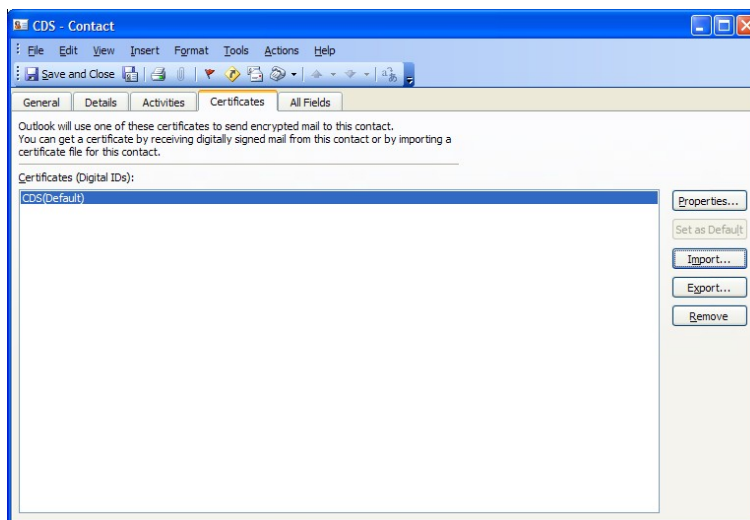 CDS - Contact
File Edit View Insert Format Tools Actions Help
Save and Close
General Details Activities Certificates All Fields
Outlook will use one of these certificates to send encrypted mail to this contact.
You can get a certificate by receiving digitally signed mail from this contact or by importing a
certificate file for this contact.
Certificates (Digital IDs):
CDS(Default)
Properties...
Set as Default
Import...
Export...
Remove